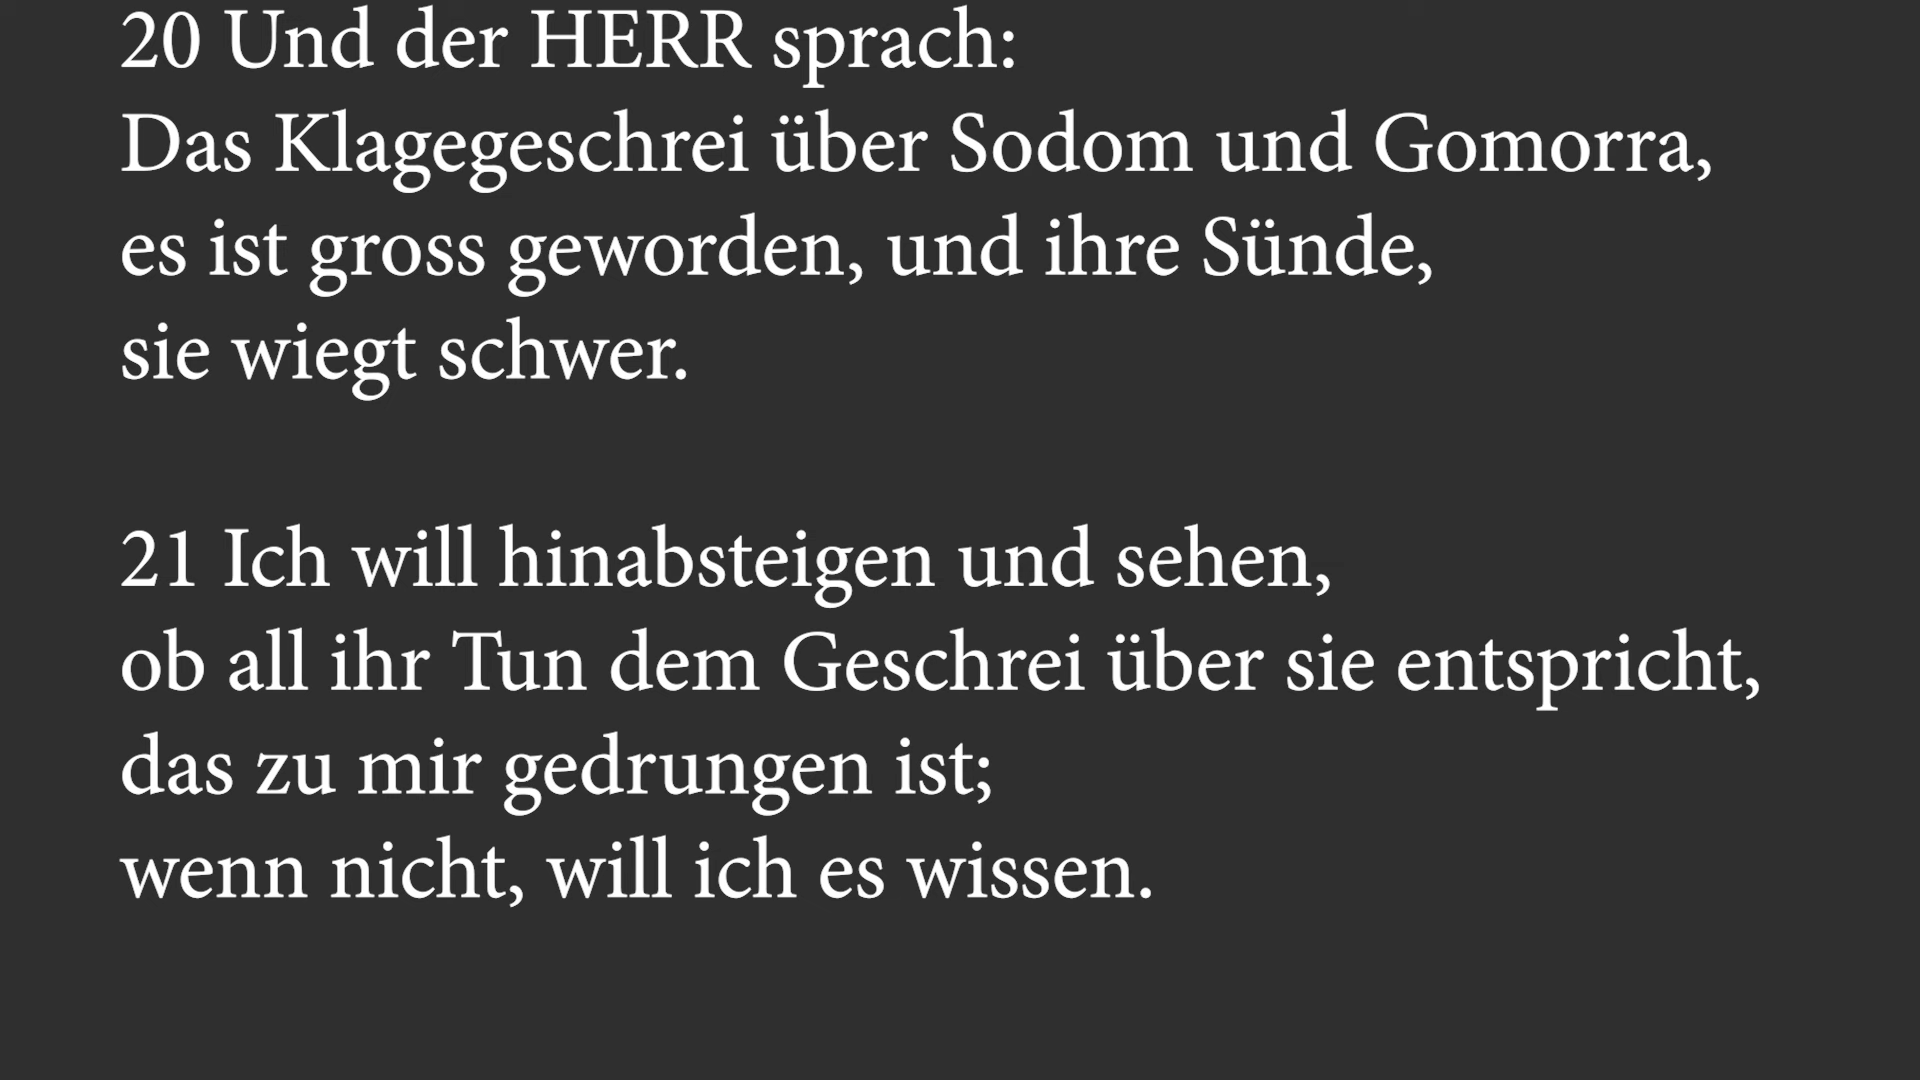 20 Und der HERR sprach:
Das Klagegeschrei über Sodom und Gomorra,
es ist gross geworden, und ihre Sünde,
sie wiegt schwer.
21 Ich will hinabsteigen und sehen,
ob all ihr Tun dem Geschrei über sie entspricht,
das zu mir gedrungen ist;
wenn nicht, will ich es wissen.